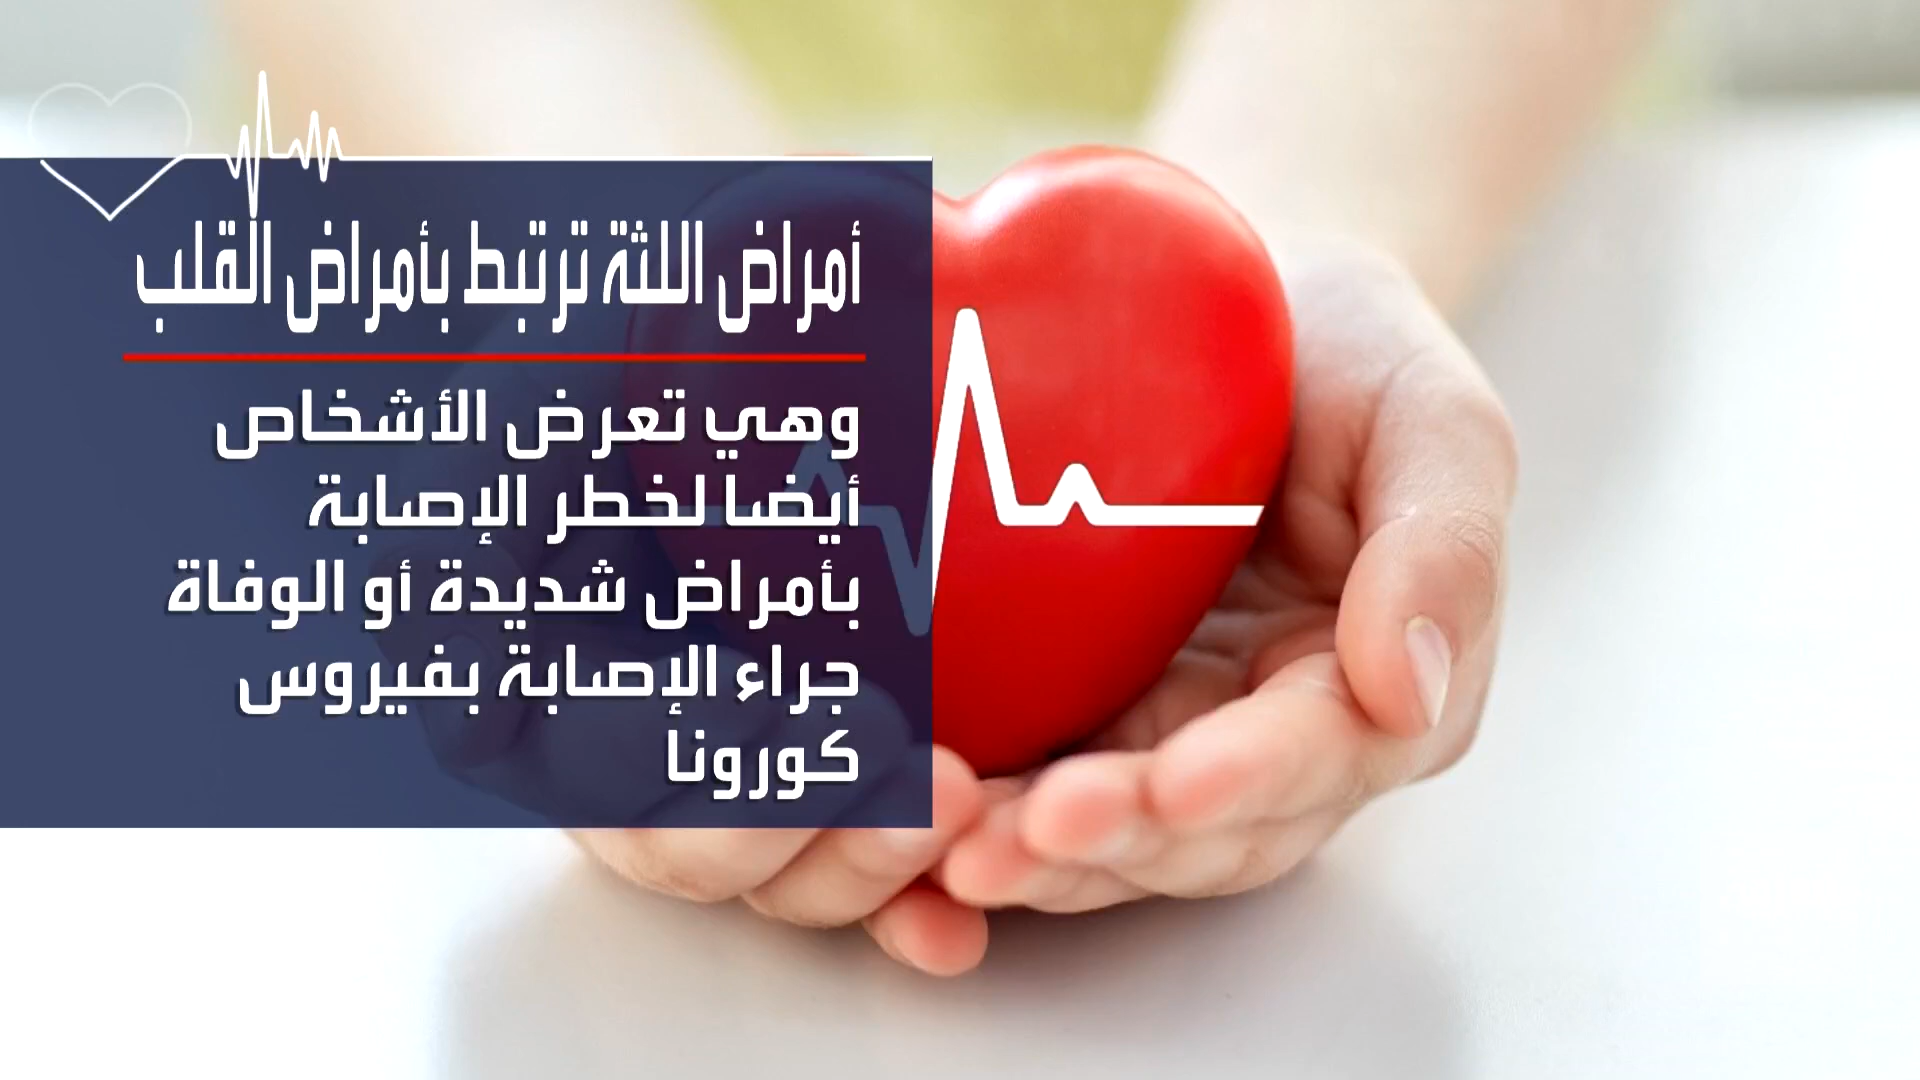 أمراض اللثة ترتبط بأمراض القلب
وهي تعرض الأشخاص
أيضا لخطر الإصابة
بأمراض شديدة أو الوفاة
جراء الإصابة بفيروس
كورونا